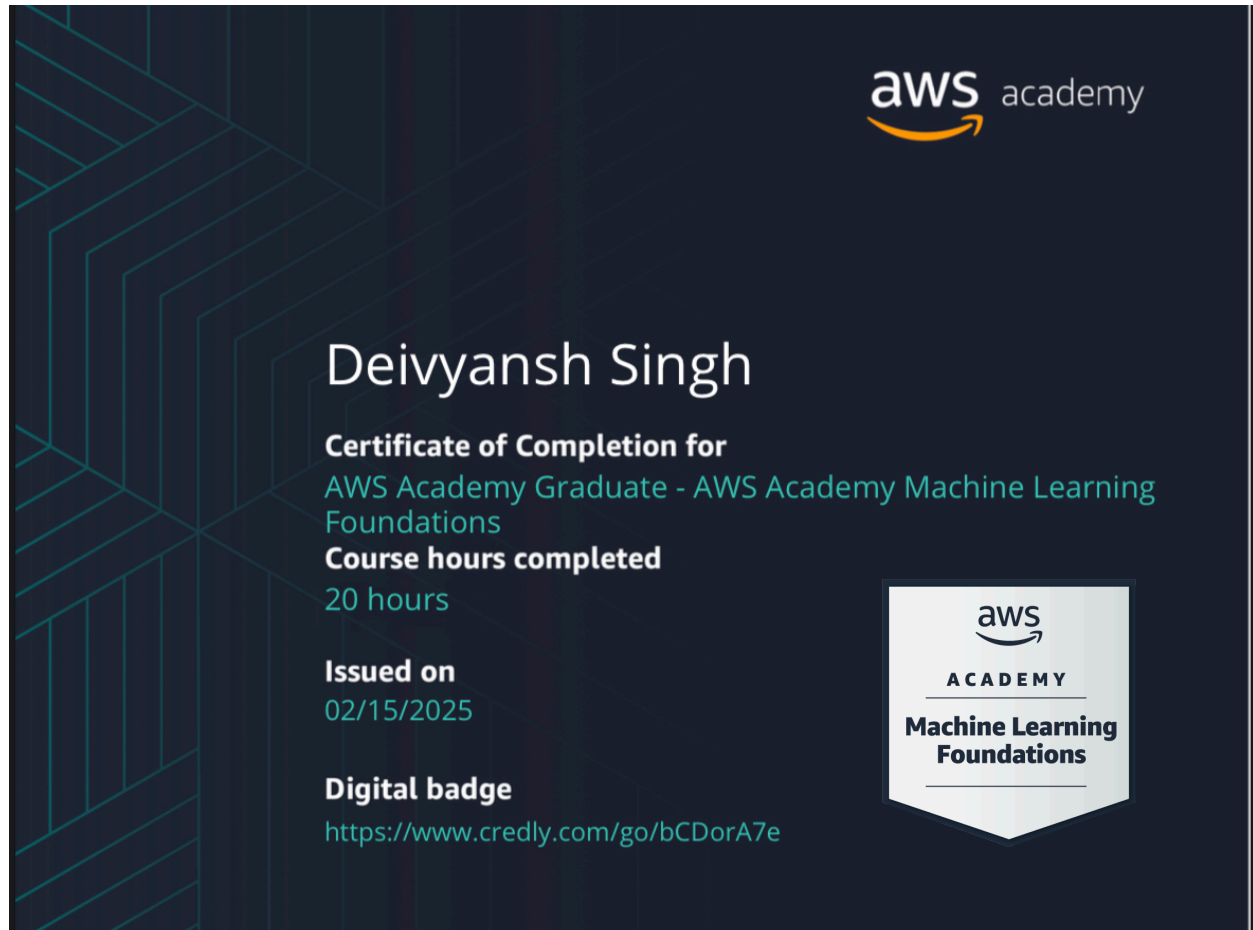 aws academy
Deivyansh Singh
Certificate of Completion for
AWS Academy Graduate - AWS Academy Machine Learning
Foundations
Course hours completed
20 hours
Issued on
02/15/2025
Digital badge
https://www.credly.com/go/bCDorA7e
aws
ACADEMY
Machine Learning
Foundations